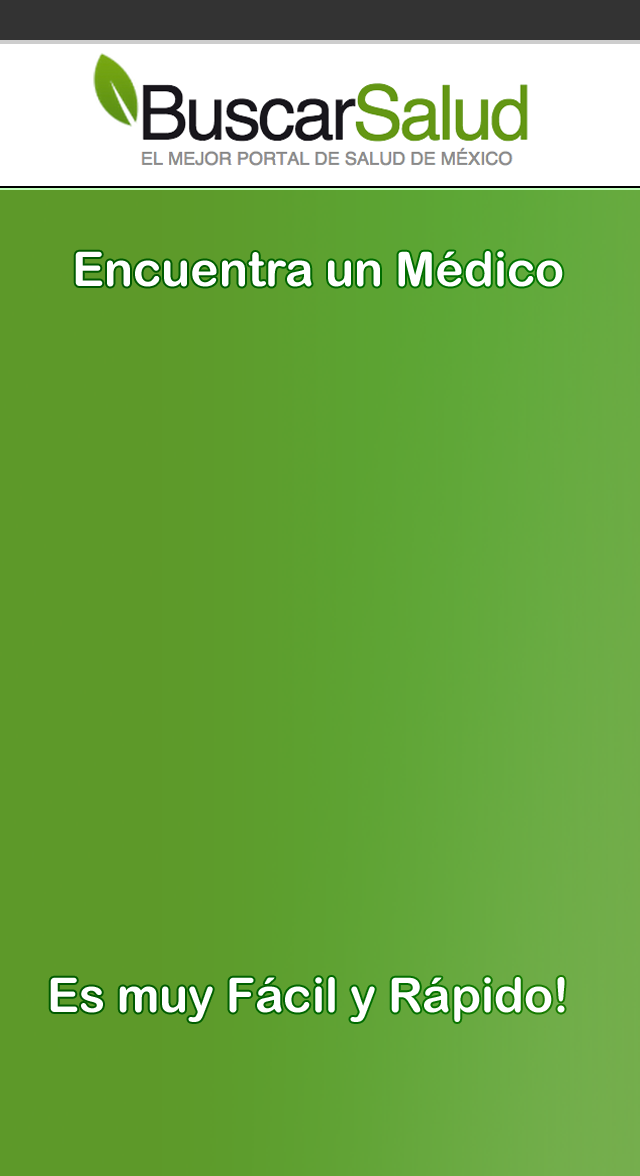 BuscarSalud
EL MEJOR PORTAL DE SALUD DE MÉXICO
Encuentra un Médico
Es muy Fácil y Rápido!